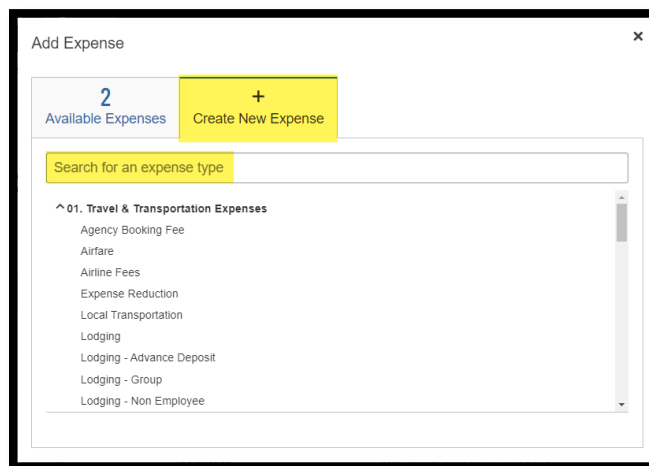 Add Expense
×
2
Available Expenses
+
Create New Expense
Search for an expense type
01. Travel & Transportation Expenses
Agency Booking Fee
Airfare
Airline Fees
Expense Reduction
Local Transportation
Lodging
Lodging - Advance Deposit
Lodging - Group
Lodging - Non Employee